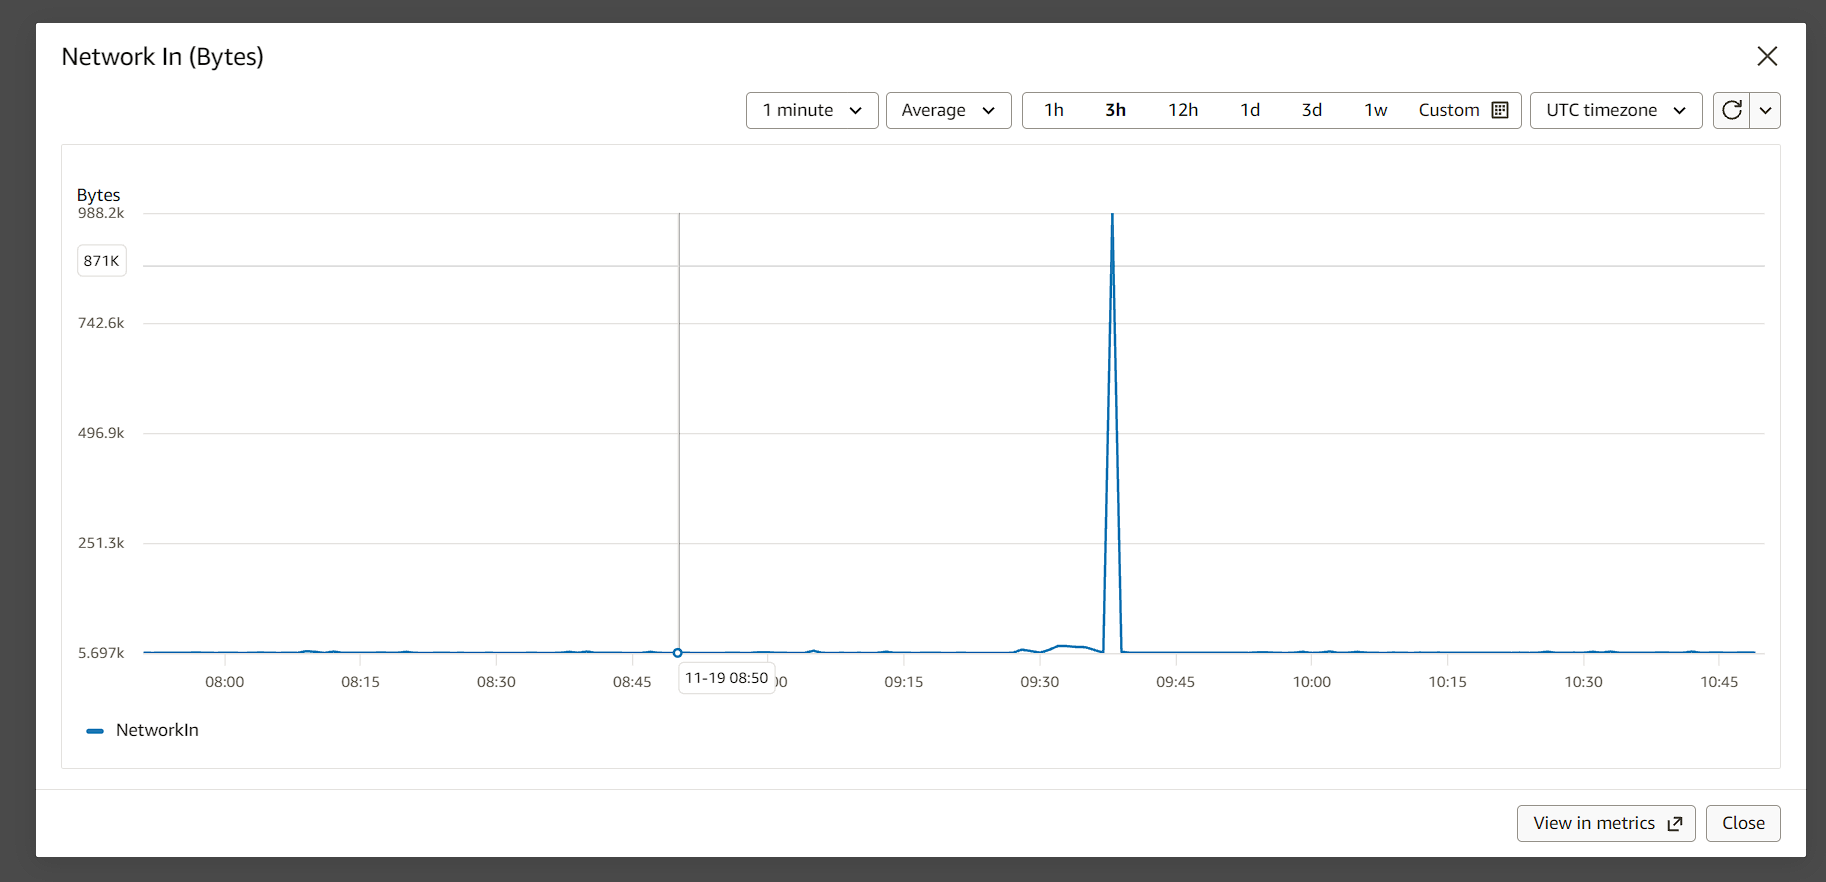 Network In (Bytes)
1 minute Average 1h 3h 12h 1d 3d 1w Custom UTC timezone
Bytes
988.2k
871K
742.6k
496.9k
251.3k
5.697k
08:00 08:15 08:30 08:45 11-19 08:50 00 09:15 09:30 09:45 10:00 10:15 10:30 10:45
NetworkIn
View in metrics Close